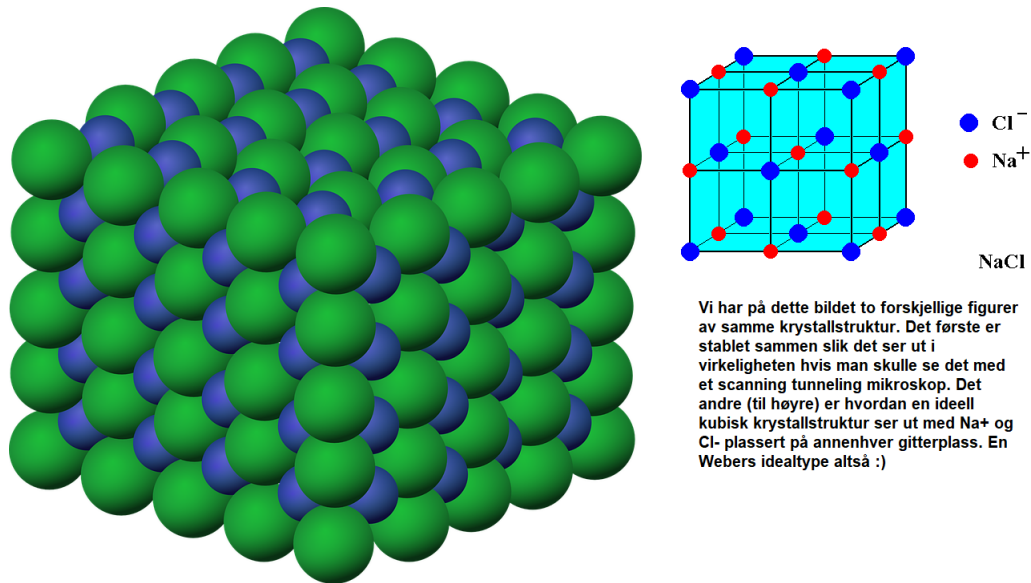 Cl⁻
Na⁺
NaCl
Vi har på dette bildet to forskjellige figurer
av samme krystallstruktur. Det første er
stablet sammen slik det ser ut i
virkeligheten hvis man skulle se det med
et scanning tunneling mikroskop. Det
andre (til høyre) er hvordan en ideell
kubisk krystallstruktur ser ut med Na+ og
Cl- plassert på annenhver gitterplass. En
Webers idealtype altså :)